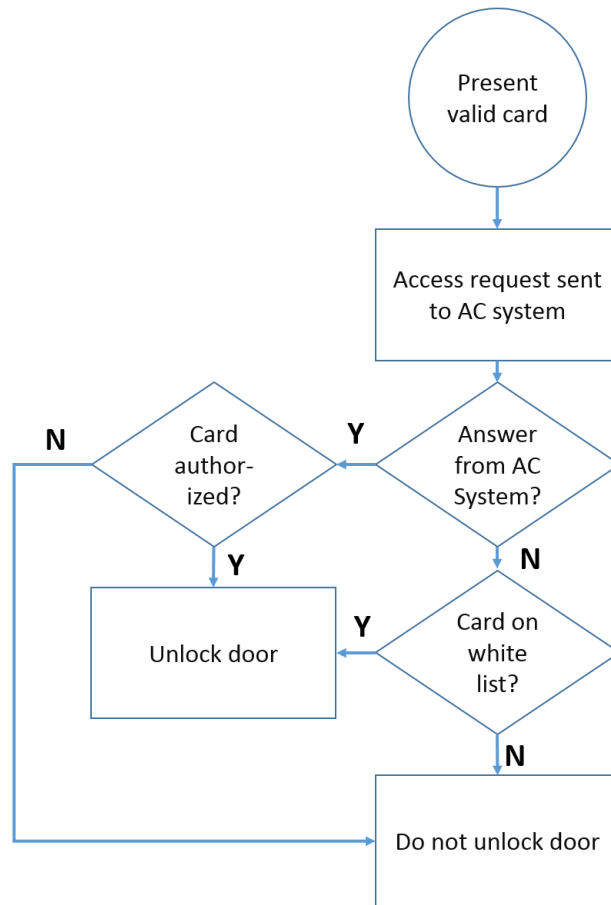 Present
valid card
Access request sent
to AC system
N
Card
author-
ized?
Y
Answer
from AC
System?
Y
N
Unlock door
Y
Card on
white
list?
N
Do not unlock door